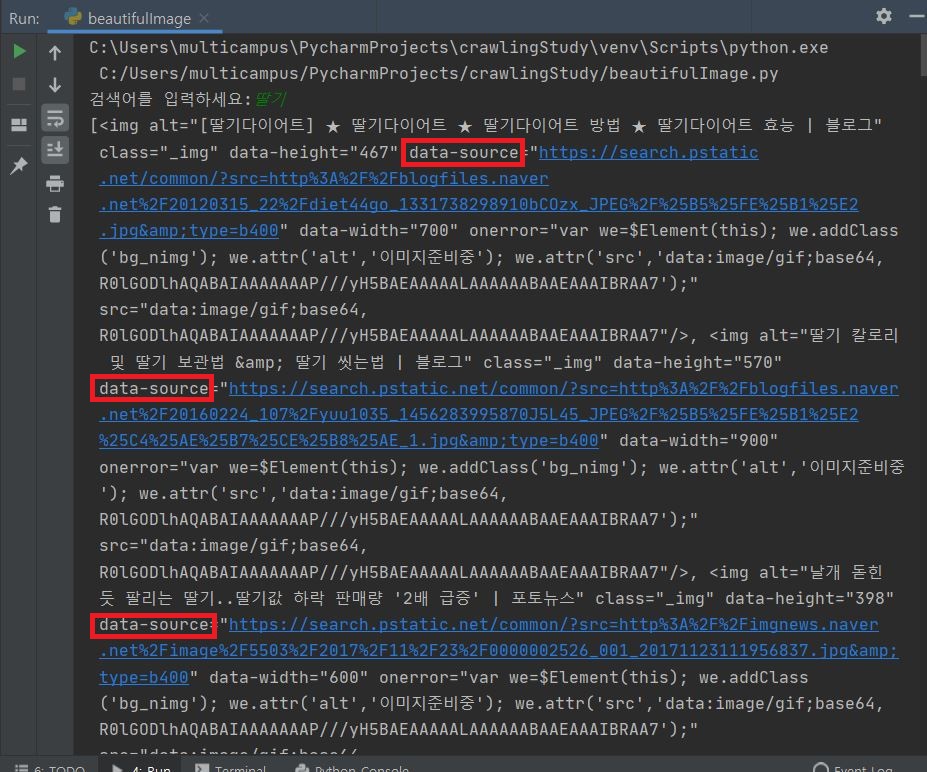 Run: beautifulImage
C:\Users\multicampus\PycharmProjects\crawlingStudy\venv\Scripts\python.exe
C:/Users/multicampus/PycharmProjects/crawlingStudy/beautifulImage.py
검색어를 입력하세요:딸기
[<img alt="[딸기다이어트] ★ 딸기다이어트 ★ 딸기다이어트 방법 ★ 딸기다이어트 효능 | 블로그"
class="_img" data-height="467" data-source="https://search.pstatic
.net/common/?src=http%3A%2F%2Fblogfiles.naver
.net%2F20120315_22%2Fdiet44go_1331738298910bCOzx_JPEG%2F%25B5%25FE%25B1%25E2
.jpg&amp;type=b400" data-width="700" onerror="var we=$Element(this); we.addClass
('bg_nimg'); we.attr('alt','이미지준비중'); we.attr('src','data:image/gif;base64,
R0lGODlhAQABAIAAAAAAAP///yH5BAEAAAAALAAAAAABAAEAAAIBRAA7');"
src="data:image/gif;base64,
R0lGODlhAQABAIAAAAAAAP///yH5BAEAAAAALAAAAAABAAEAAAIBRAA7"/>, <img alt="딸기 칼로리
및 딸기 보관법 &amp; 딸기 씻는법 | 블로그" class="_img" data-height="570"
data-source="https://search.pstatic.net/common/?src=http%3A%2F%2Fblogfiles.naver
.net%2F20160224_107%2Fyuu1035_1456283995870J5L45_JPEG%2F%25B5%25FE%25B1%25E2
%25C4%25AE%25B7%25CE%25B8%25AE_1.jpg&amp;type=b400" data-width="900"
onerror="var we=$Element(this); we.addClass('bg_nimg'); we.attr('alt','이미지준비중
'); we.attr('src','data:image/gif;base64,
R0lGODlhAQABAIAAAAAAAP///yH5BAEAAAAALAAAAAABAAEAAAIBRAA7');"
src="data:image/gif;base64,
R0lGODlhAQABAIAAAAAAAP///yH5BAEAAAAALAAAAAABAAEAAAIBRAA7"/>, <img alt="날개 돋힌
듯 팔리는 딸기..딸기값 하락 판매량 '2배 급증' | 포토뉴스" class="_img" data-height="398"
data-source="https://search.pstatic.net/common/?src=http%3A%2F%2Fimgnews.naver
.net%2Fimage%2F5503%2F2017%2F11%2F23%2F0000002526_001_20171123111956837.jpg&amp;
type=b400" data-width="600" onerror="var we=$Element(this); we.addClass
('bg_nimg'); we.attr('alt','이미지준비중'); we.attr('src','data:image/gif;base64,
R0lGODlhAQABAIAAAAAAAP///yH5BAEAAAAALAAAAAABAAEAAAIBRAA7');"
src="data:image/gif;base64,
6: TODO 4: Run Terminal Python Console Event Log